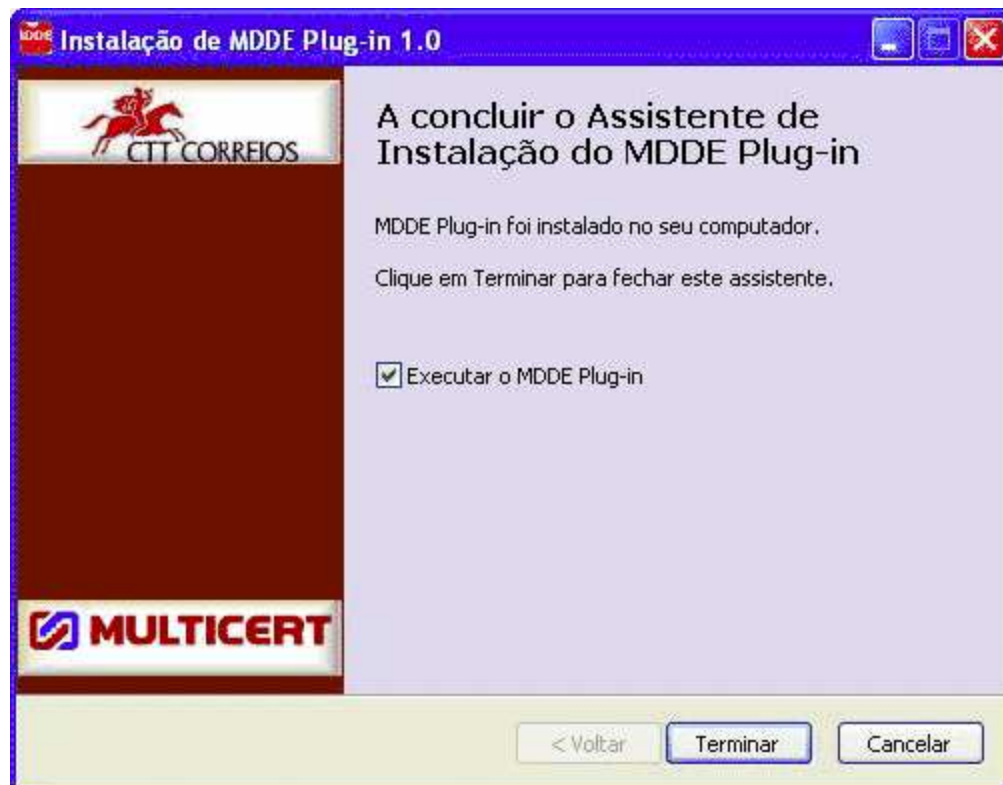 MDDE
Instalação de MDDE Plug-in 1.0
CTT CORREIOS
A concluir o Assistente de
Instalação do MDDE Plug-in
MDDE Plug-in foi instalado no seu computador.
Clique em Terminar para fechar este assistente.
Executar o MDDE Plug-in
MULTICERT
< Voltar
Terminar
Cancelar